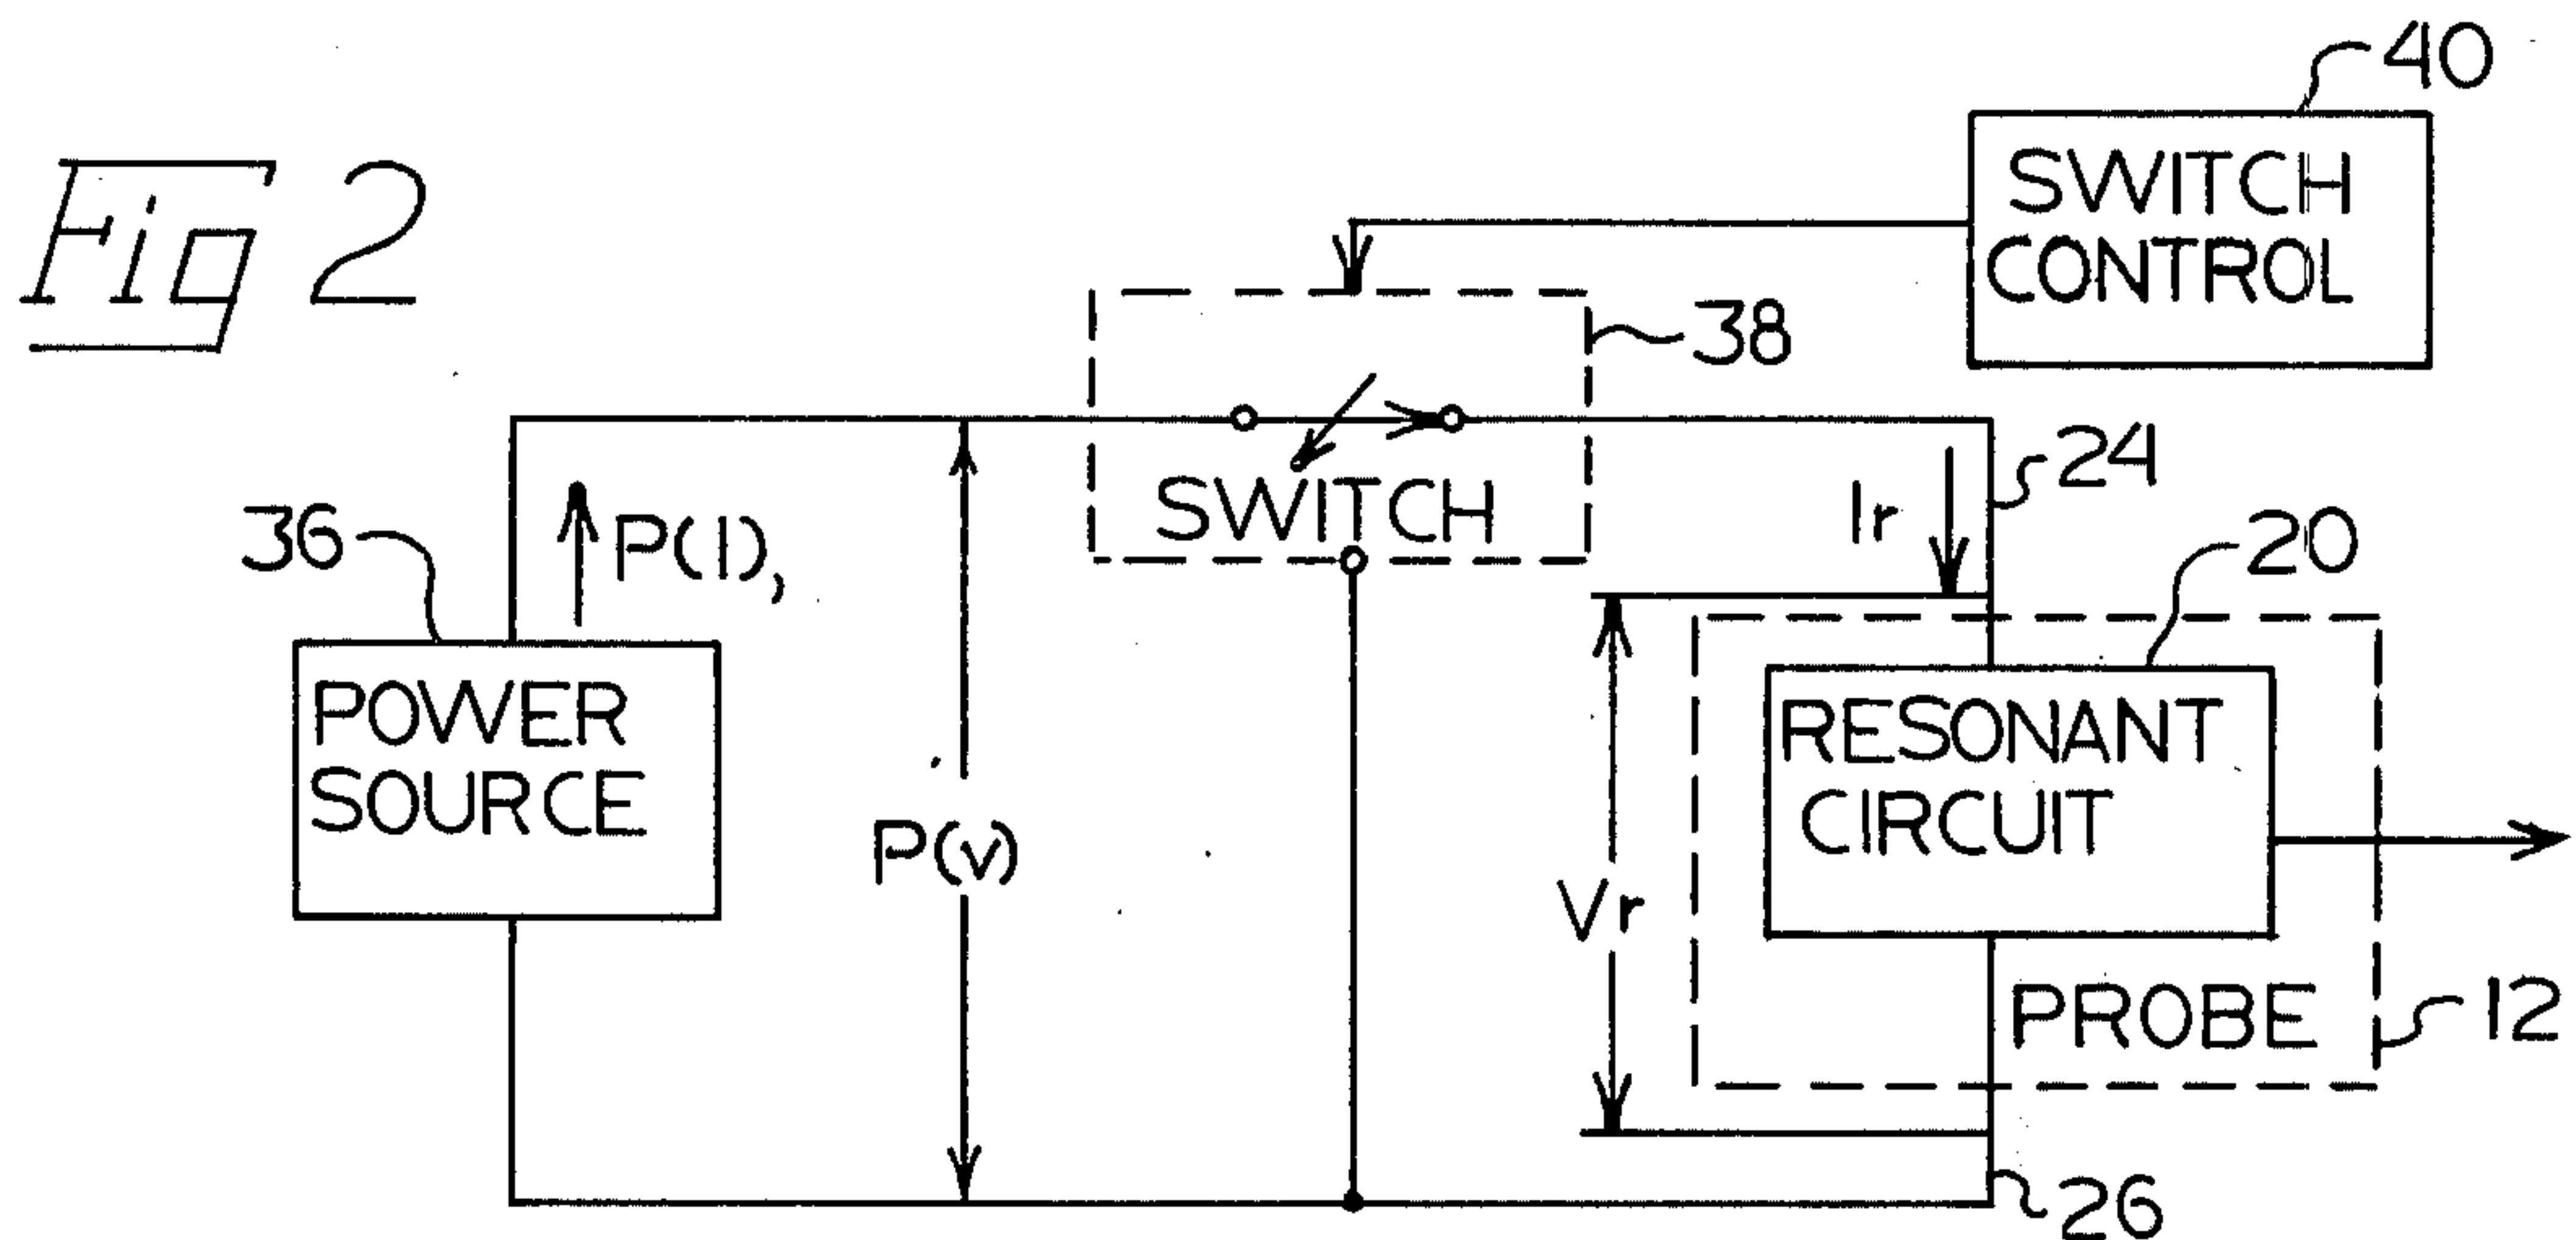 Fig 2
40
SWITCH
CONTROL
38
SWITCH
24
Ir
36
P(I),
20
POWER
SOURCE
P(v)
RESONANT
CIRCUIT
Vr
PROBE
12
26